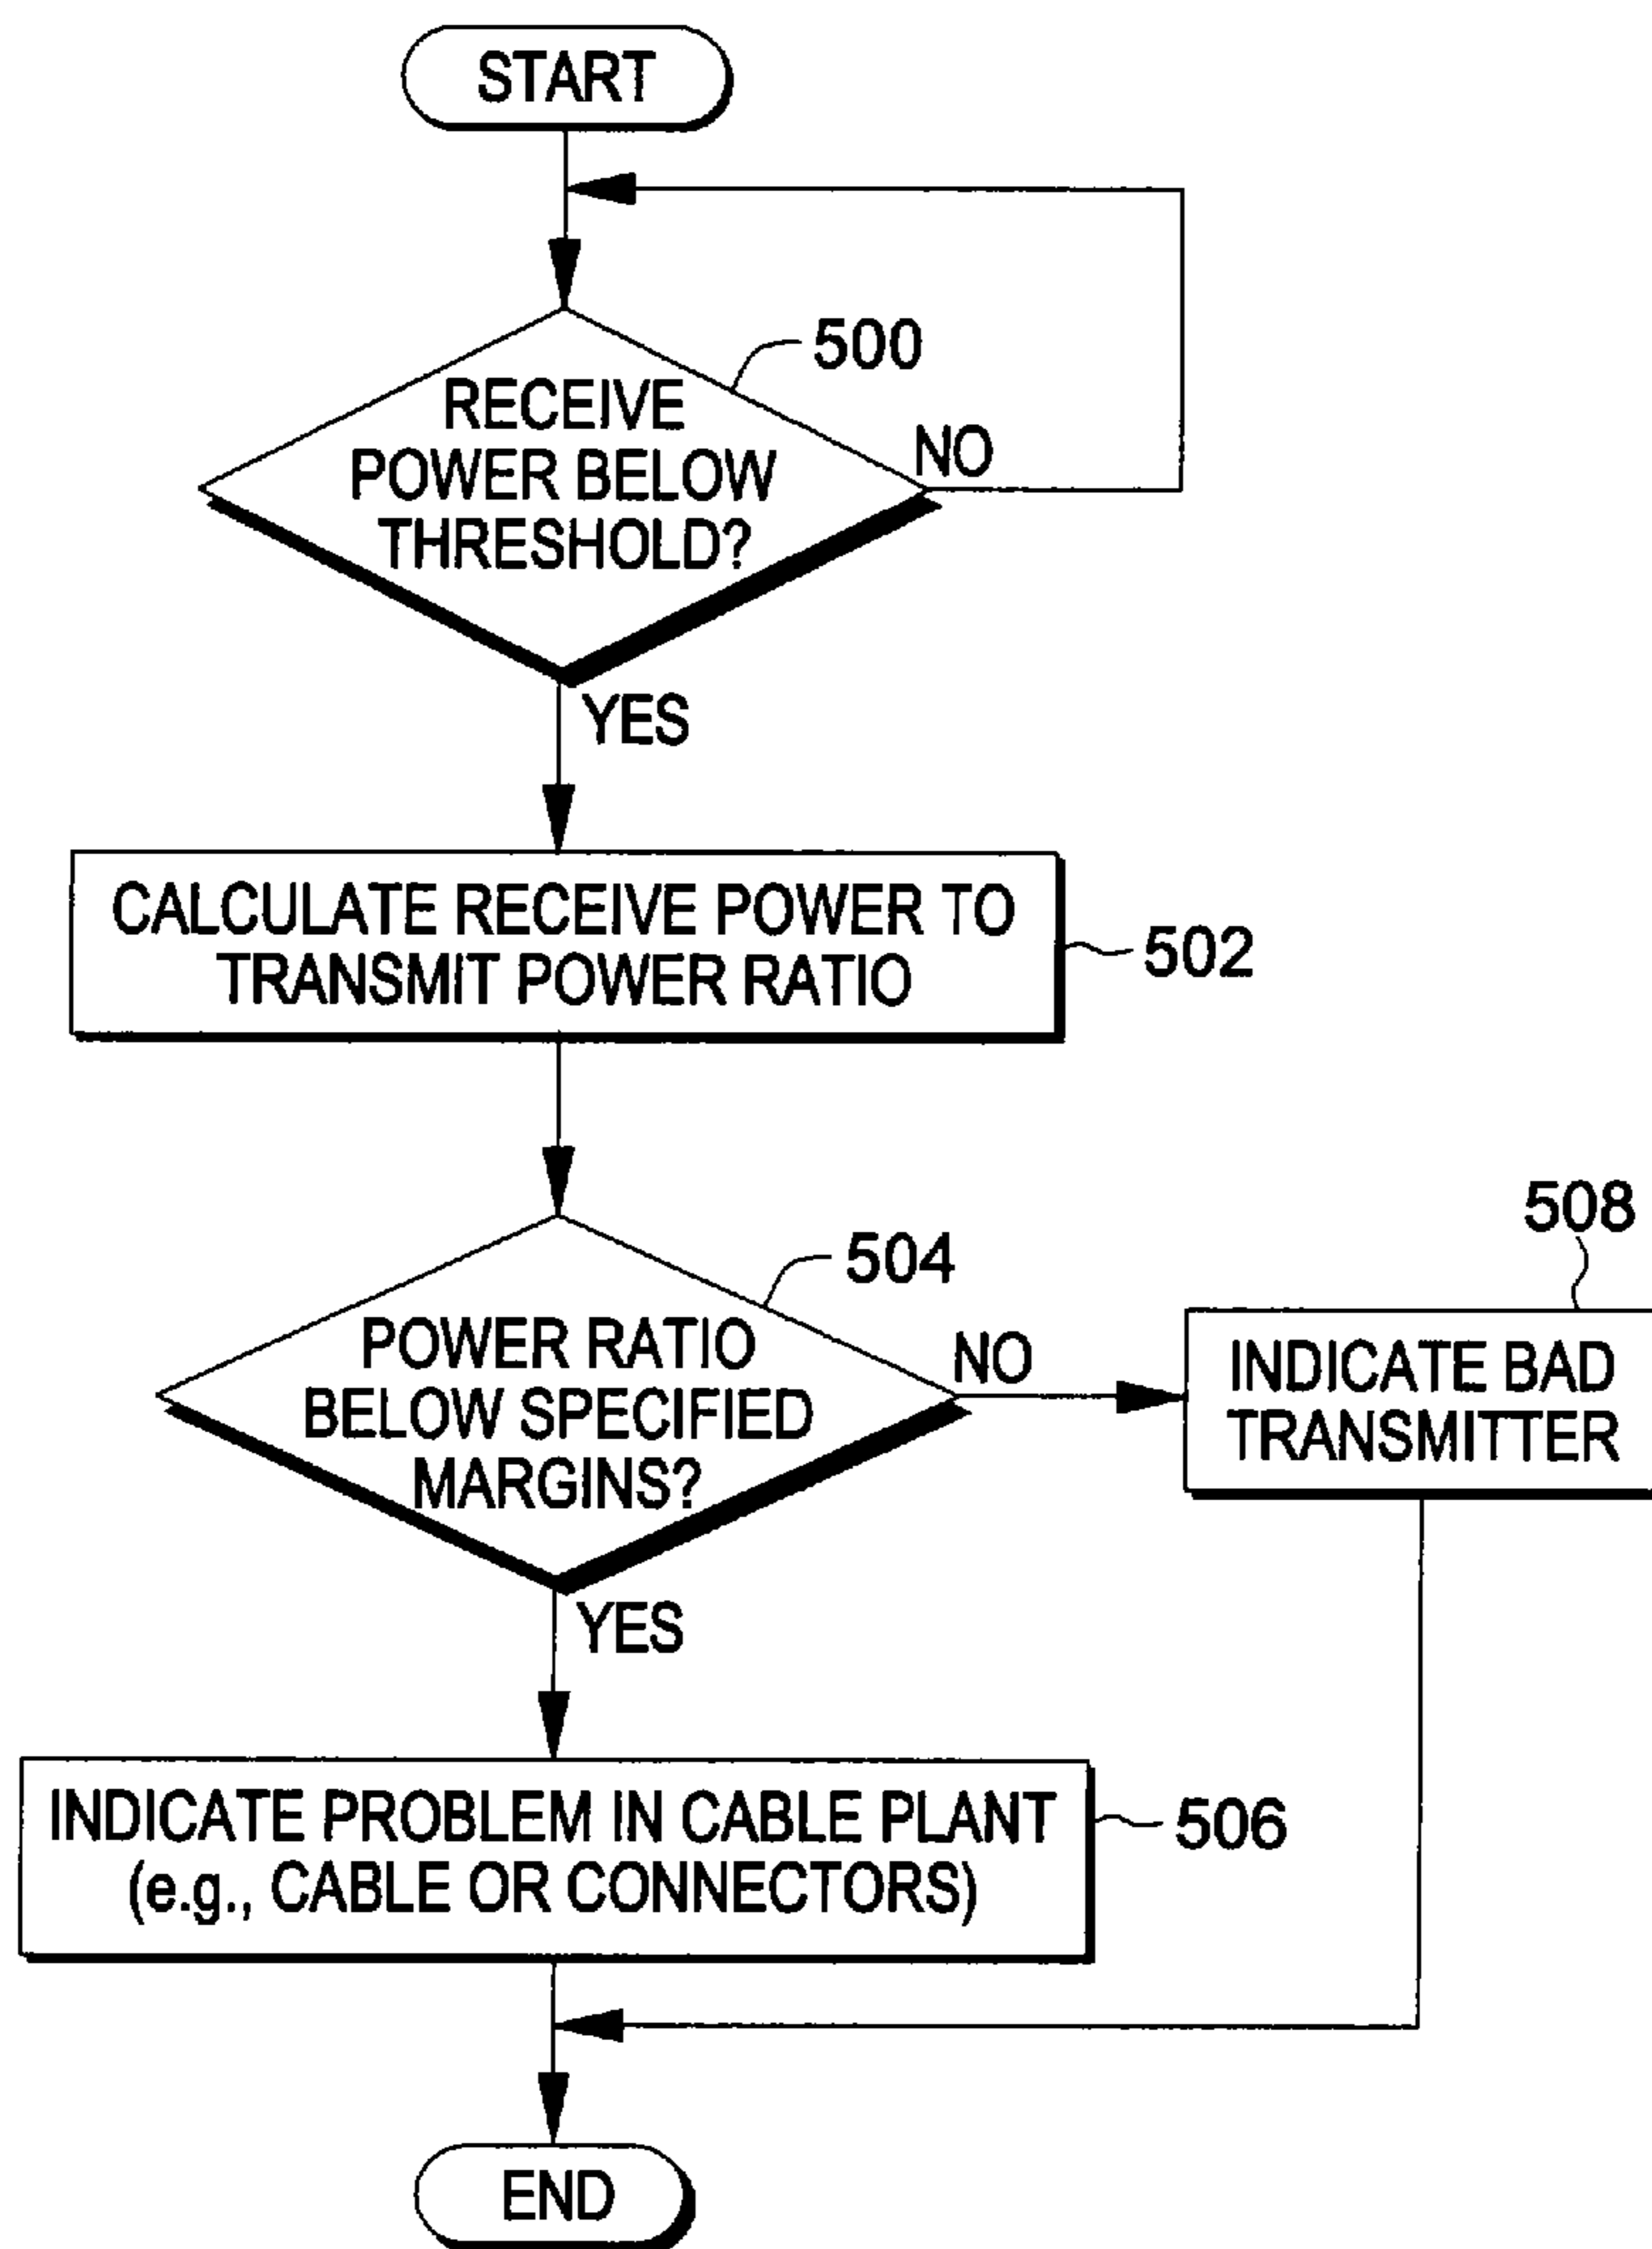 START
500
RECEIVE
POWER BELOW
THRESHOLD?
NO
YES
CALCULATE RECEIVE POWER TO
TRANSMIT POWER RATIO
502
504
POWER RATIO
BELOW SPECIFIED
MARGINS?
NO
508
INDICATE BAD
TRANSMITTER
YES
INDICATE PROBLEM IN CABLE PLANT
(e.g., CABLE OR CONNECTORS)
506
END